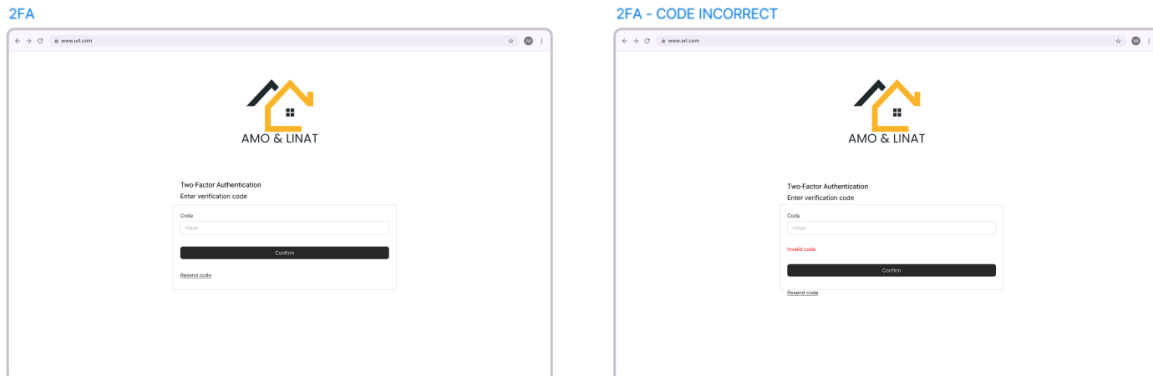 2FA
www.url.com
M
AMO & LINAT
Two-Factor Authentication
Enter verification code
Code
Value
Confirm
Resend code
2FA - CODE INCORRECT
www.url.com
M
AMO & LINAT
Two-Factor Authentication
Enter verification code
Code
Value
Invalid code
Confirm
Resend code